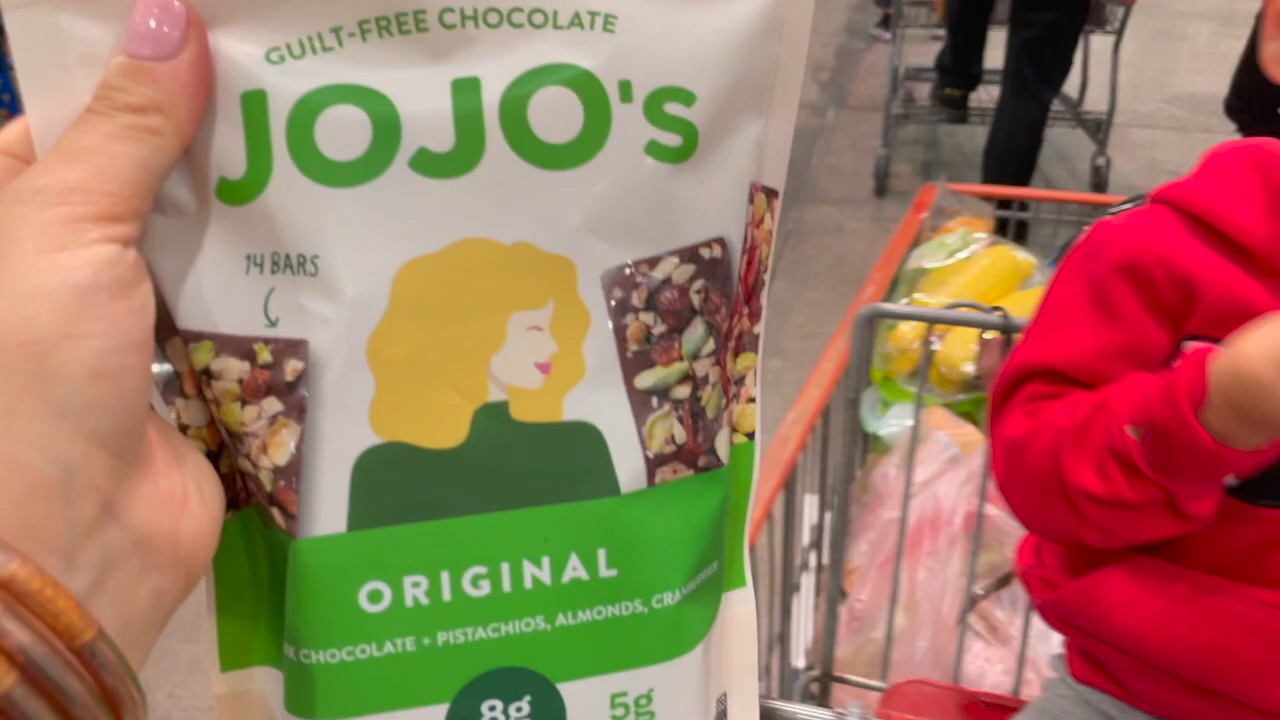 GUILT-FREE CHOCOLATE
JOJO'S
14 BARS
ORIGINAL
CHOCOLATE + PISTACHIOS, ALMONDS,
8g
5g